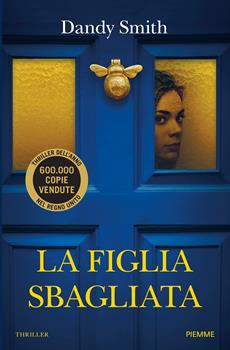 Dandy Smith
THRILLER DELL'ANNO
600.000
COPIE
VENDUTE
NEL REGNO UNITO
LA FIGLIA
SBAGLIATA
THRILLER
PIEMME